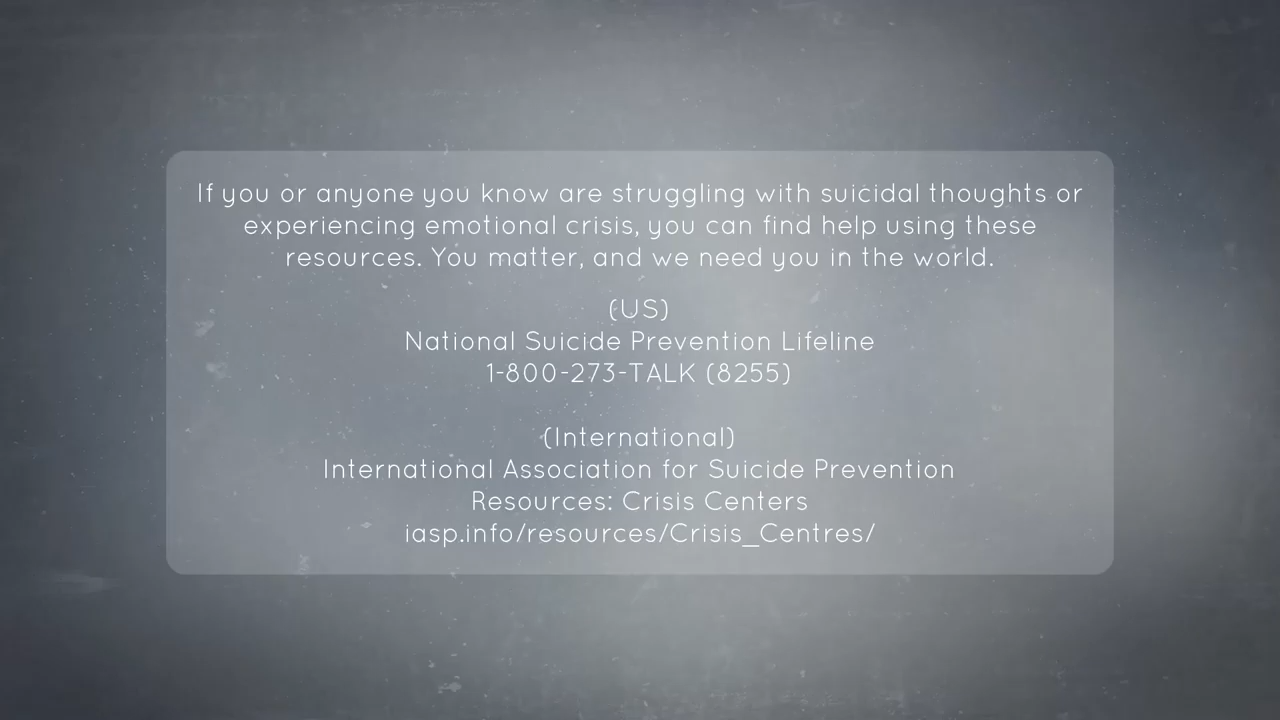 If you or anyone you know are struggling with suicidal thoughts or
experiencing emotional crisis, you can find help using these
resources. You matter, and we need you in the world.
(US)
National Suicide Prevention Lifeline
1-800-273-TALK (8255)
(International)
International Association for Suicide Prevention
Resources: Crisis Centers
iasp.info/resources/Crisis_Centres/